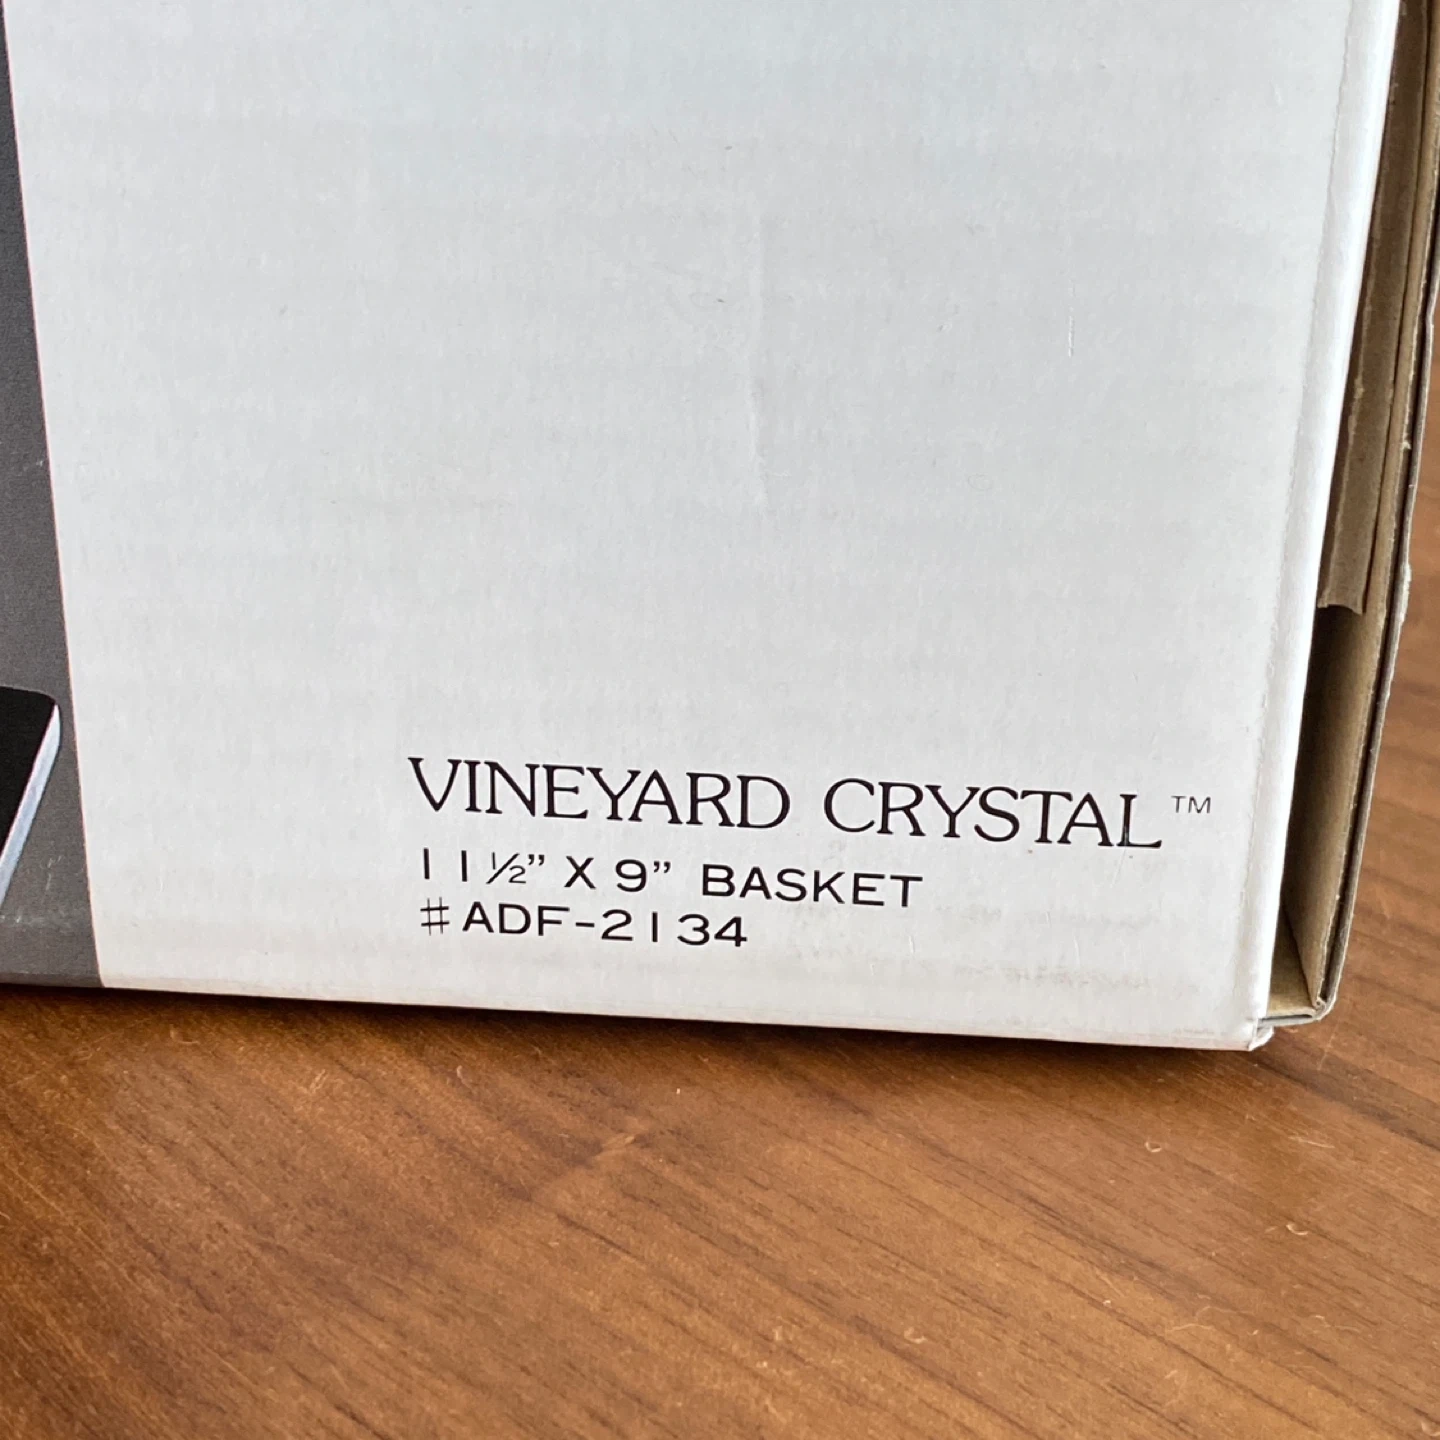 VINEYARD CRYSTAL™
11½" X 9" BASKET
#ADF-2134